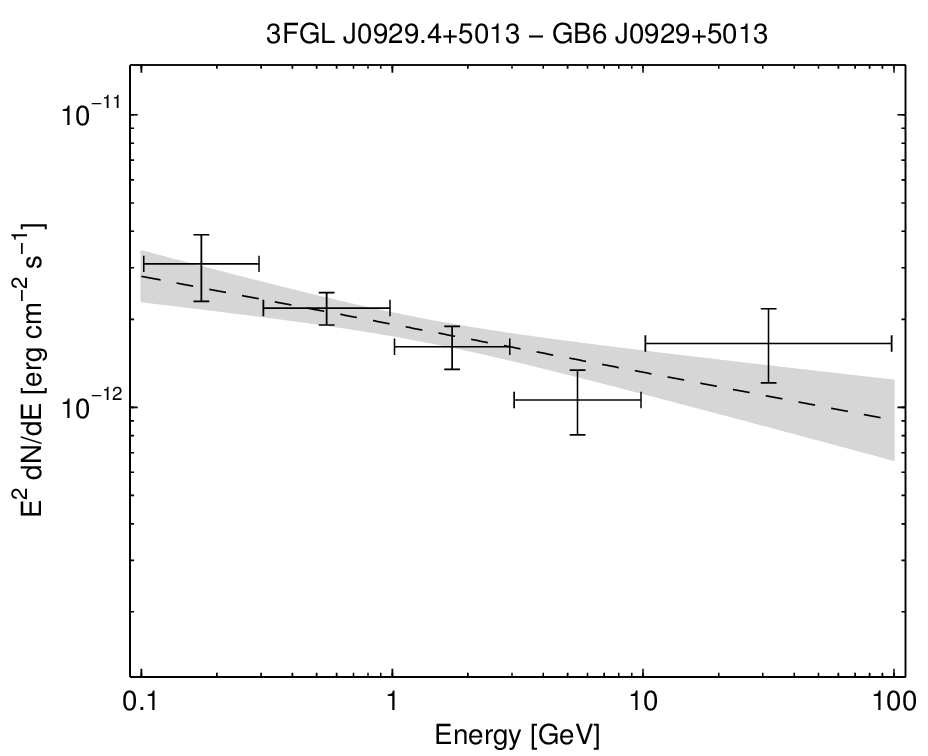 3FGL J0929.4+5013 − GB6 J0929+5013
10⁻¹¹
10⁻¹²
E² dN/dE [erg cm⁻² s⁻¹]
0.1 1 10 100
Energy [GeV]